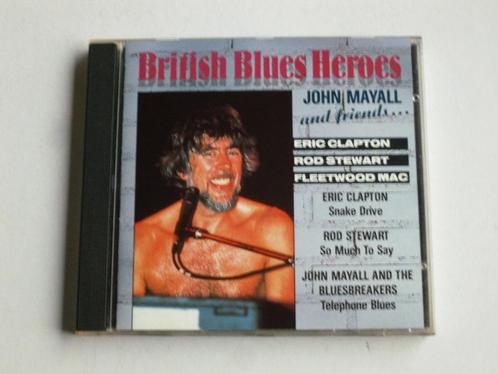 British Blues Heroes
JOHN MAYALL
and friends...
ERIC CLAPTON
ROD STEWART
FLEETWOOD MAC
ERIC CLAPTON
Snake Drive
ROD STEWART
So Much To Say
JOHN MAYALL AND THE
BLUESBREAKERS
Telephone Blues